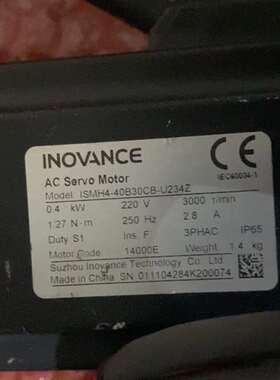 INOVANCE
CE
AC Servo Motor
IEC60034-1
Model: ISMH4-40B30CB-U234Z
0.4 kW 220 V 3000 r/min
1.27 N·m 250 Hz 2.8 A
Duty S1 Ins. F 3PHAC IP65
Motor Code 14000E Weight: 1.4 kg
Suzhou Inovance Technology Co., Ltd
Made in China SN: 011104284K200074